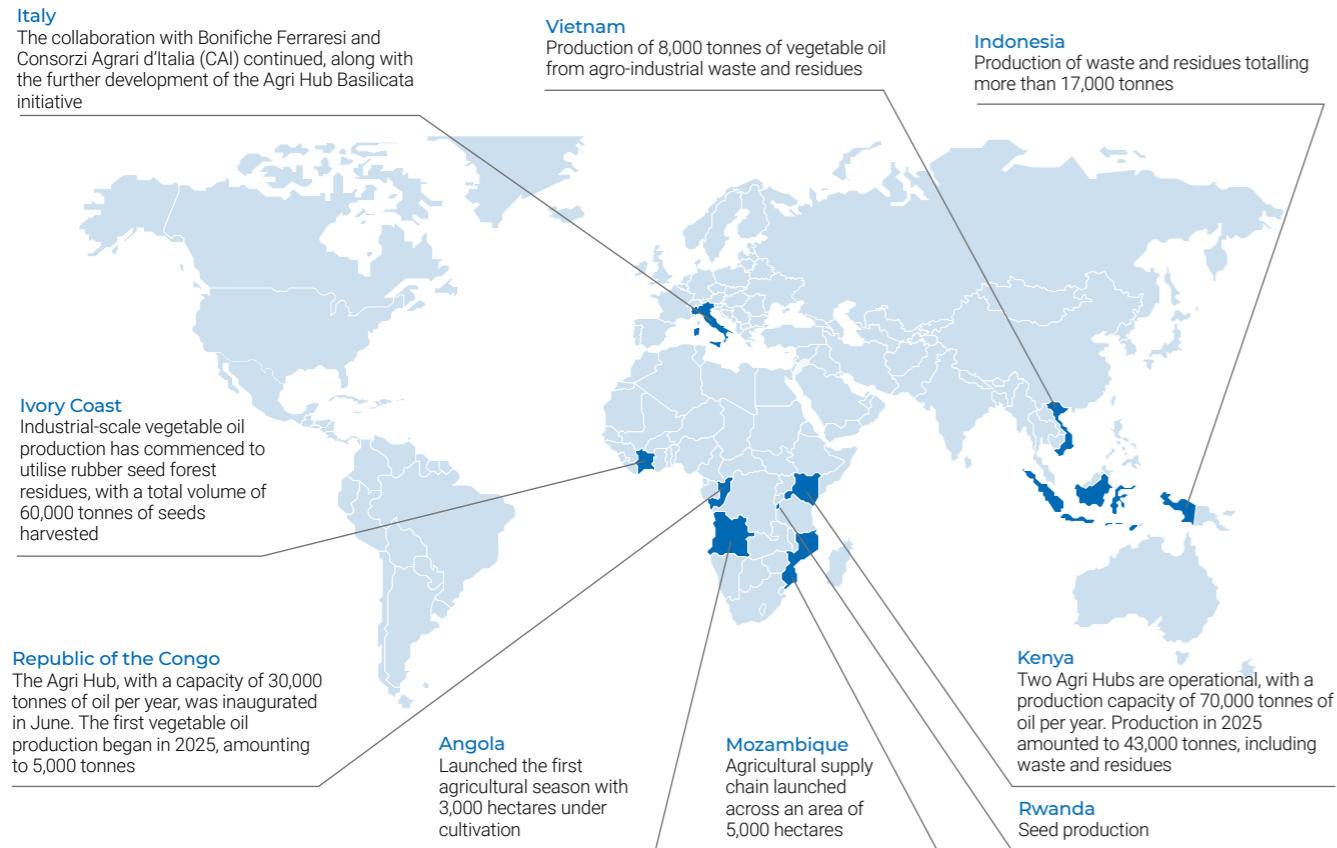 Italy
The collaboration with Bonifiche Ferraresi and
Consorzi Agrari d'Italia (CAI) continued, along with
the further development of the Agri Hub Basilicata
initiative
Vietnam
Production of 8,000 tonnes of vegetable oil
from agro-industrial waste and residues
Indonesia
Production of waste and residues totalling
more than 17,000 tonnes
Ivory Coast
Industrial-scale vegetable oil
production has commenced to
utilise rubber seed forest
residues, with a total volume of
60,000 tonnes of seeds
harvested
Republic of the Congo
The Agri Hub, with a capacity of 30,000
tonnes of oil per year, was inaugurated
in June. The first vegetable oil
production began in 2025, amounting
to 5,000 tonnes
Angola
Launched the first
agricultural season with
3,000 hectares under
cultivation
Mozambique
Agricultural supply
chain launched
across an area of
5,000 hectares
Kenya
Two Agri Hubs are operational, with a
production capacity of 70,000 tonnes of
oil per year. Production in 2025
amounted to 43,000 tonnes, including
waste and residues
Rwanda
Seed production